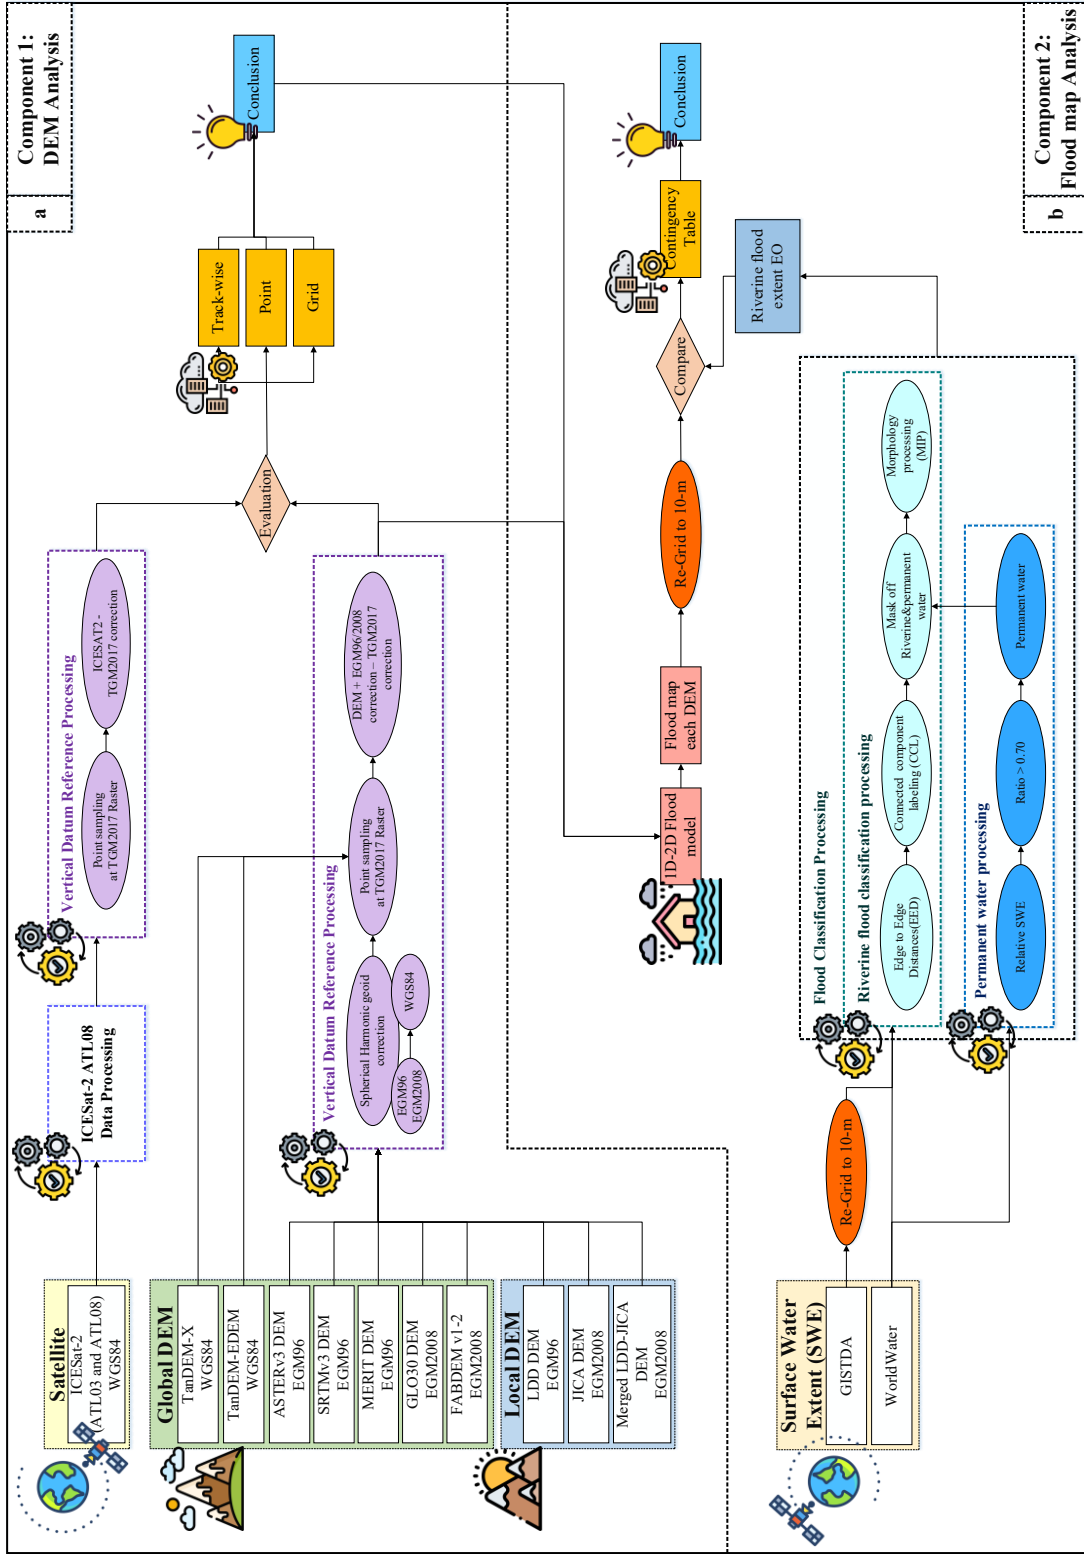 a
Component 1:
DEM Analysis
Satellite
ICESat-2
(ATL03 and ATL08)
WGS84
ICESat-2 ATL08
Data Processing
Vertical Datum Reference Processing
Point sampling
at TGM2017 Raster
ICESAT2 -
TGM2017 correction
Global DEM
TanDEM-X
WGS84
TanDEM-EDEM
WGS84
ASTERv3 DEM
EGM96
SRTMv3 DEM
EGM96
MERIT DEM
EGM96
GLO30 DEM
EGM2008
FABDEM v1-2
EGM2008
Local DEM
LDD DEM
EGM96
JICA DEM
EGM2008
Merged LDD-JICA
DEM
EGM2008
Vertical Datum Reference Processing
Spherical Harmonic geoid
correction
EGM96
EGM2008
WGS84
Point sampling
at TGM2017 Raster
DEM + EGM96/2008
correction – TGM2017
correction
Evaluation
Track-wise
Point
Grid
Conclusion
1D-2D Flood
model
Flood map
each DEM
Re-Grid to 10-m
Compare
Contingency
Table
Conclusion
Riverine flood
extent EO
Surface Water
Extent (SWE)
GISTDA
WorldWater
Re-Grid to 10-m
Flood Classification Processing
Riverine flood classification processing
Edge to Edge
Distances(EED)
Connected component
labeling (CCL)
Mask off
Riverine&permanent
water
Morphology
processing
(MIP)
Permanent water processing
Relative SWE
Ratio > 0.70
Permanent water
b
Component 2:
Flood map Analysis